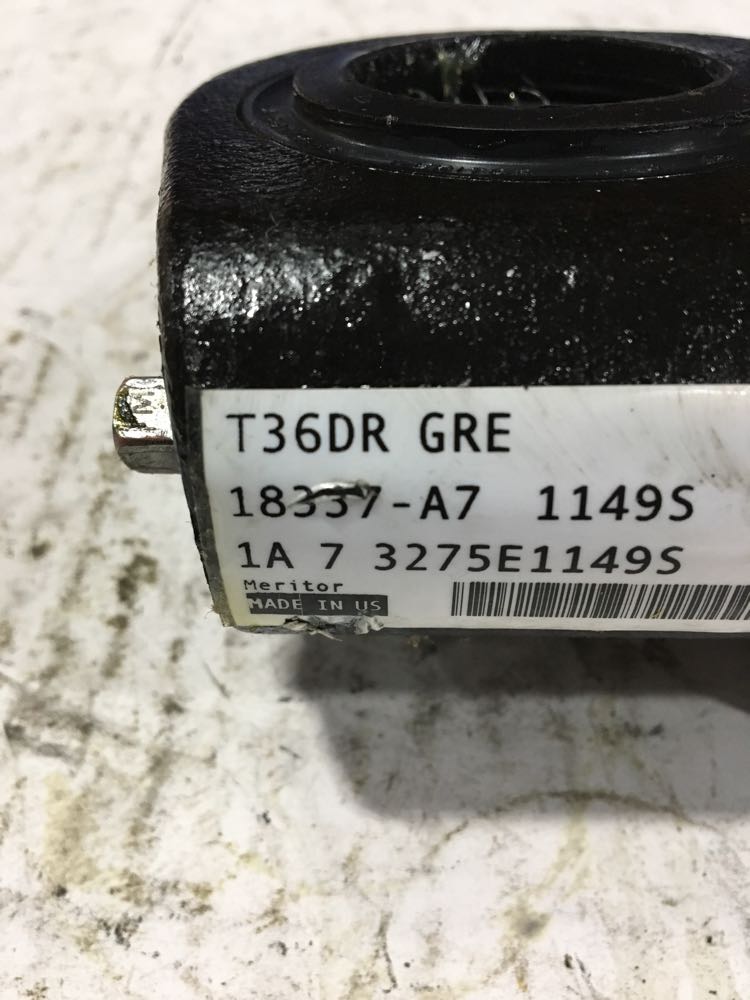 T36DR GRE
18337-A7 1149S
1A 7 3275E1149S
Meritor
MADE IN US